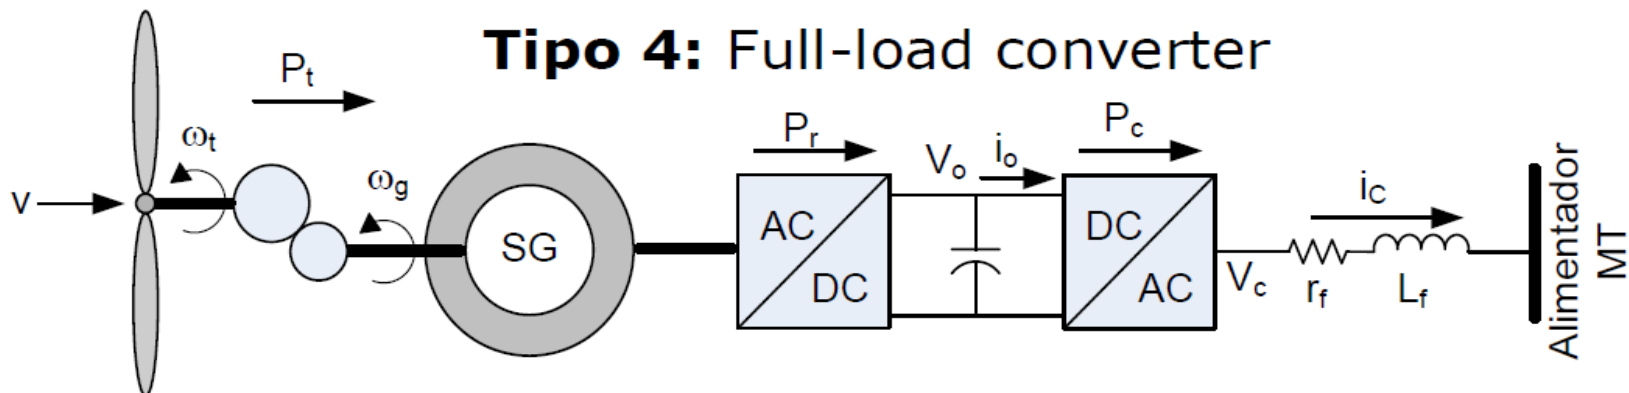 Tipo 4: Full-load converter
Pt
ωt
v
ωg
SG
Pr
AC
DC
Vo
io
Pc
DC
AC
Vc
iC
rf
Lf
Alimentador
MT